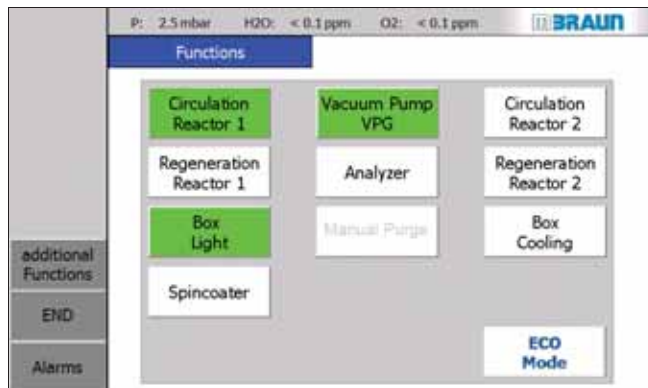 P: 2.5 mbar H2O: < 0.1 ppm O2: < 0.1 ppm MBRAUN
Functions
Circulation
Reactor 1
Vacuum Pump
VPG
Circulation
Reactor 2
Regeneration
Reactor 1
Analyzer
Regeneration
Reactor 2
Box
Light
Manual Purge
Box
Cooling
Spincoater
ECO
Mode
additional
Functions
END
Alarms